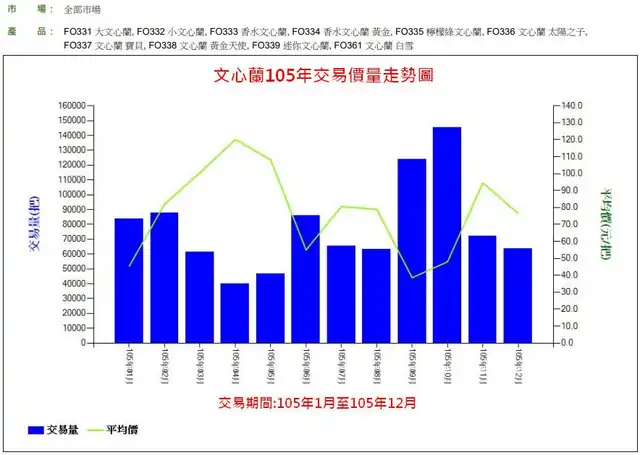 市 場 : 全部市場
產 品 : FO331 大文心蘭, FO332 小文心蘭, FO333 香水文心蘭, FO334 香水文心蘭 黃金, FO335 檸檬綠文心蘭, FO336 文心蘭 太陽之子,
FO337 文心蘭 寶貝, FO338 文心蘭 黃金天使, FO339 迷你文心蘭, FO361 文心蘭 白雪
文心蘭105年交易價量走勢圖
160000 140.0
150000 130.0
140000 120.0
130000 110.0
120000 100.0
110000 90.0
100000 80.0
90000 70.0
80000 60.0
70000 50.0
60000 40.0
50000 30.0
40000 20.0
30000 10.0
20000 0.0
10000
0
交易量(把)
平均價(元/把)
105年01月 105年02月 105年03月 105年04月 105年05月 105年06月 105年07月 105年08月 105年09月 105年10月 105年11月 105年12月
交易期間:105年1月至105年12月
交易量 平均價